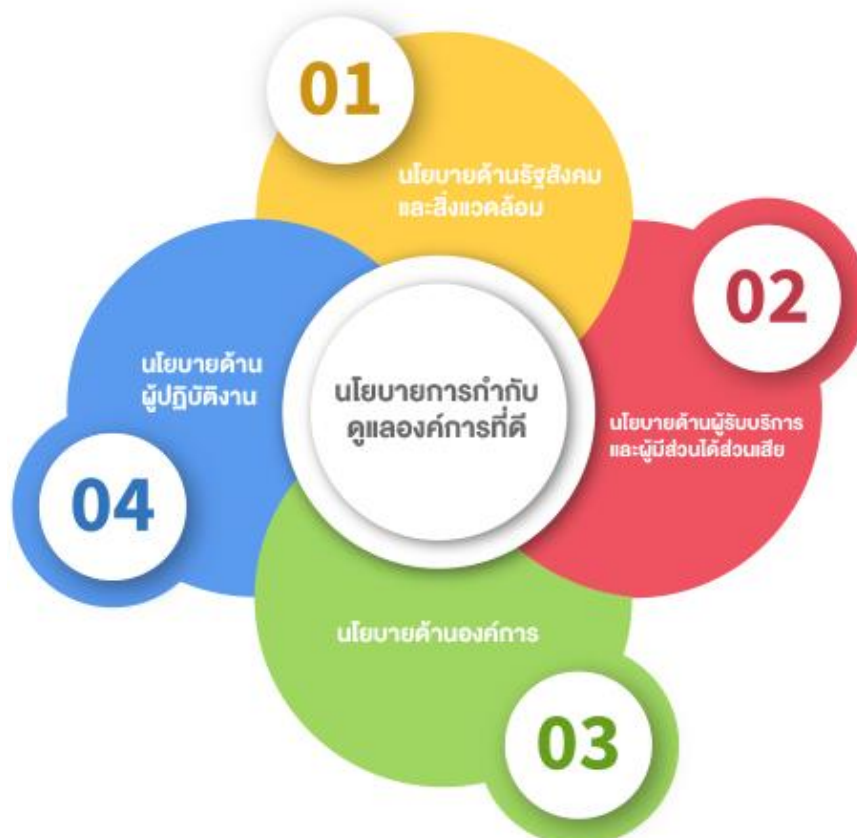 01
นโยบายด้านรัฐสังคม
และสิ่งแวดล้อม
02
นโยบายด้านผู้รับบริการ
และผู้มีส่วนได้ส่วนเสีย
นโยบายด้าน
ผู้ปฏิบัติงาน
นโยบายการกำกับ
ดูแลองค์การที่ดี
04
นโยบายด้านองค์การ
03